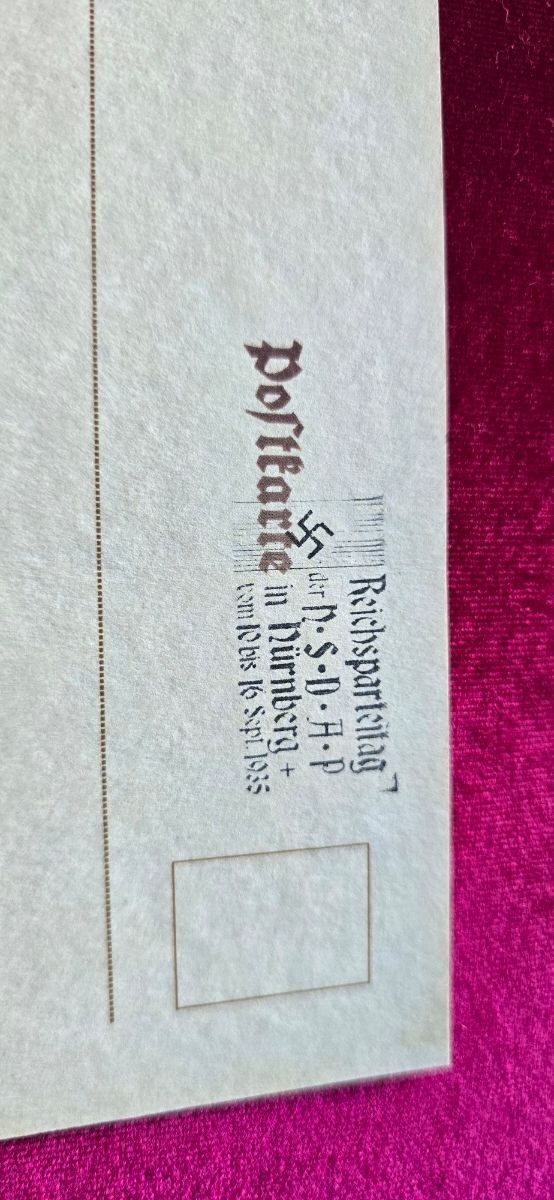 Poſtkarte
Reichsparteitag
der N·S·D·A·P
in Nürnberg +
vom 10 bis 16 Sept. 1935